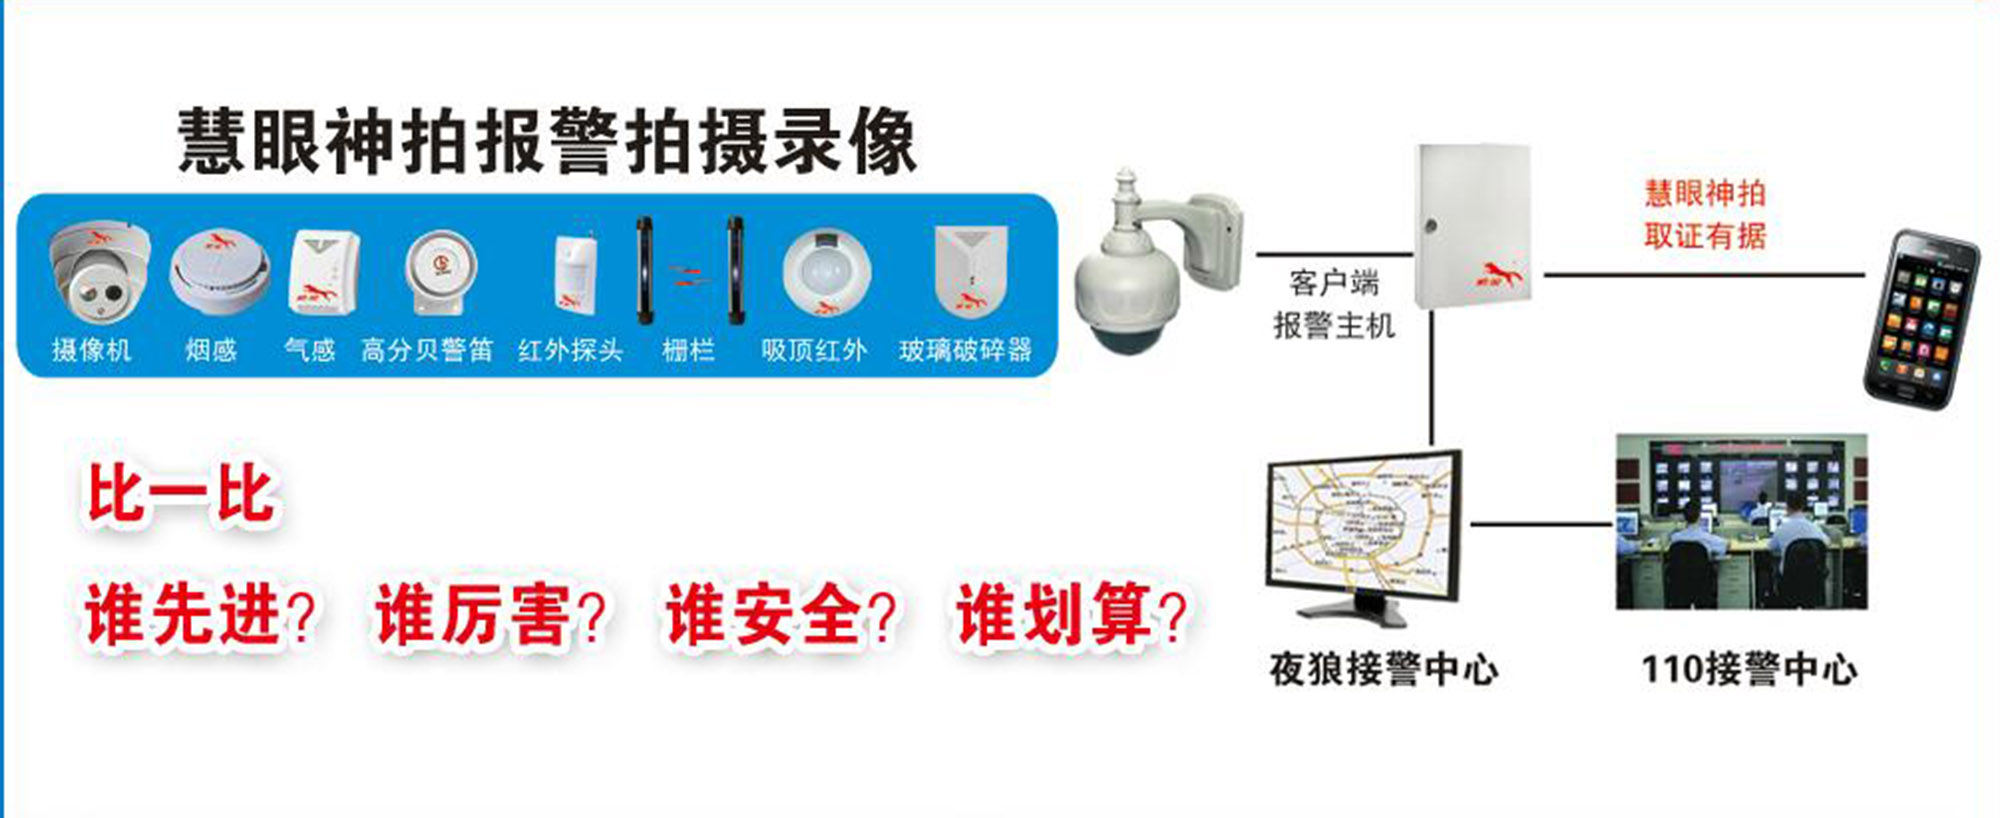 慧眼神拍报警拍摄录像
摄像机 烟感 气感 高分贝警笛 红外探头 栅栏 吸顶红外 玻璃破碎器
客户端
报警主机
慧眼神拍
取证有据
比一比
谁先进? 谁厉害? 谁安全? 谁划算?
夜狼接警中心 110接警中心